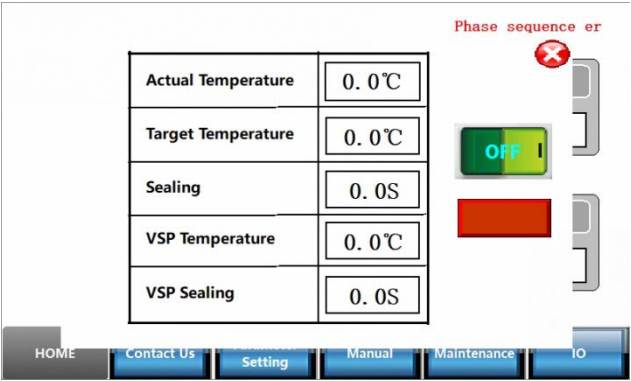 Phase sequence er
Actual Temperature 0.0℃
Target Temperature 0.0℃
OFF
Sealing 0.0S
VSP Temperature 0.0℃
VSP Sealing 0.0S
HOME Contact Us Setting Manual Maintenance IO